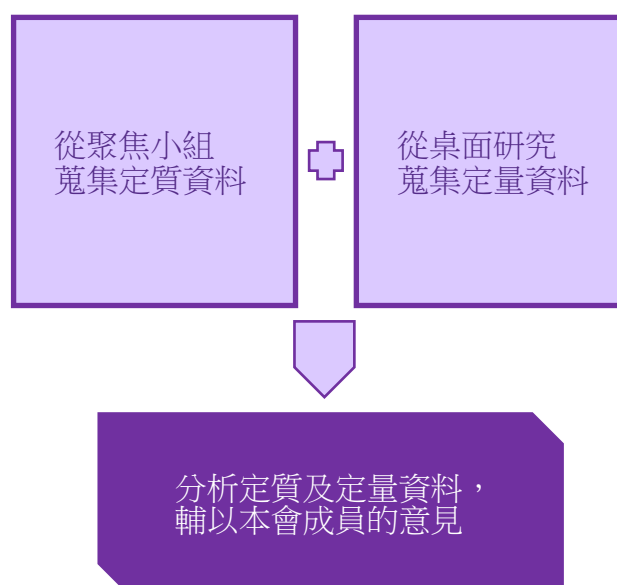 從聚焦小組
蒐集定質資料
從桌面研究
蒐集定量資料
分析定質及定量資料，
輔以本會成員的意見